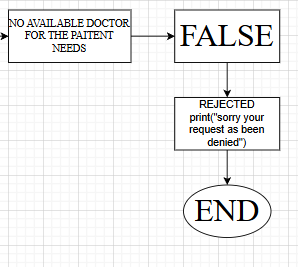 NO AVAILABLE DOCTOR
FOR THE PAITENT
NEEDS
FALSE
REJECTED
print("sorry your
request as been
denied")
END